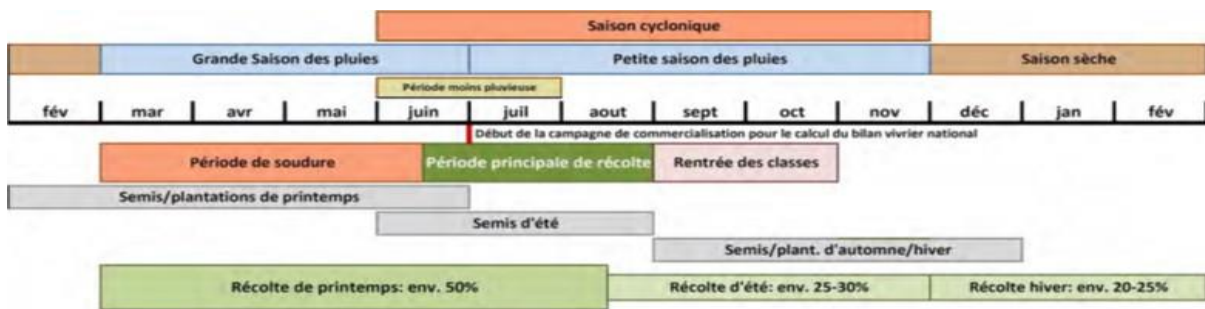 Saison cyclonique
Grande Saison des pluies
Petite saison des pluies
Saison sèche
Période moins pluvieuse
fév mar avr mai juin juil aout sept oct nov déc jan fév
Début de la campagne de commercialisation pour le calcul du bilan vivrier national
Période de soudure
Période principale de récolte
Rentrée des classes
Semis/plantations de printemps
Semis d'été
Semis/plant. d'automne/hiver
Récolte de printemps: env. 50%
Récolte d'été: env. 25-30%
Récolte hiver: env. 20-25%